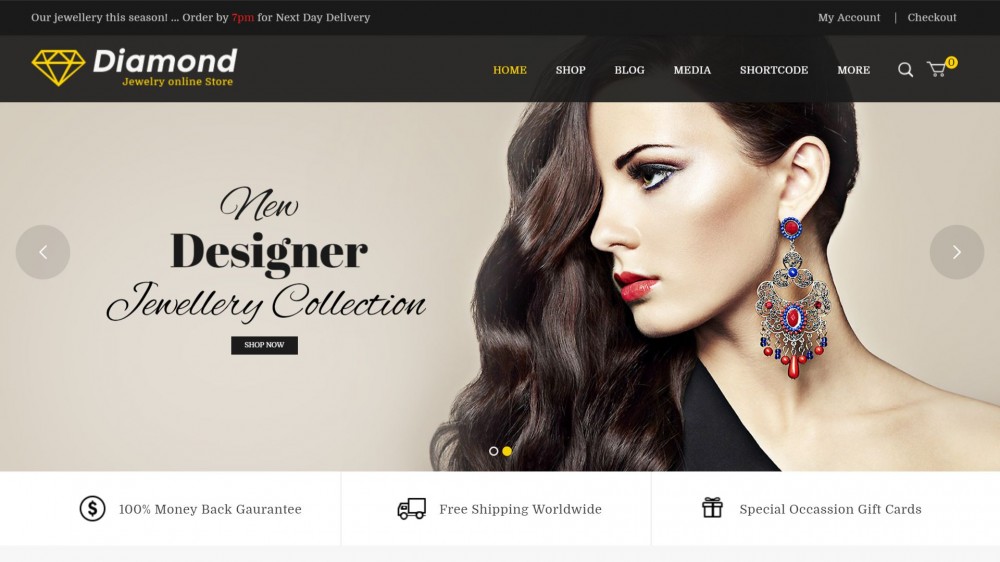 Our jewellery this season! ... Order by 7pm for Next Day Delivery
My Account | Checkout
Diamond
Jewelry online Store
HOME SHOP BLOG MEDIA SHORTCODE MORE
0
New
Designer
Jewellery Collection
SHOP NOW
100% Money Back Gaurantee
Free Shipping Worldwide
Special Occassion Gift Cards